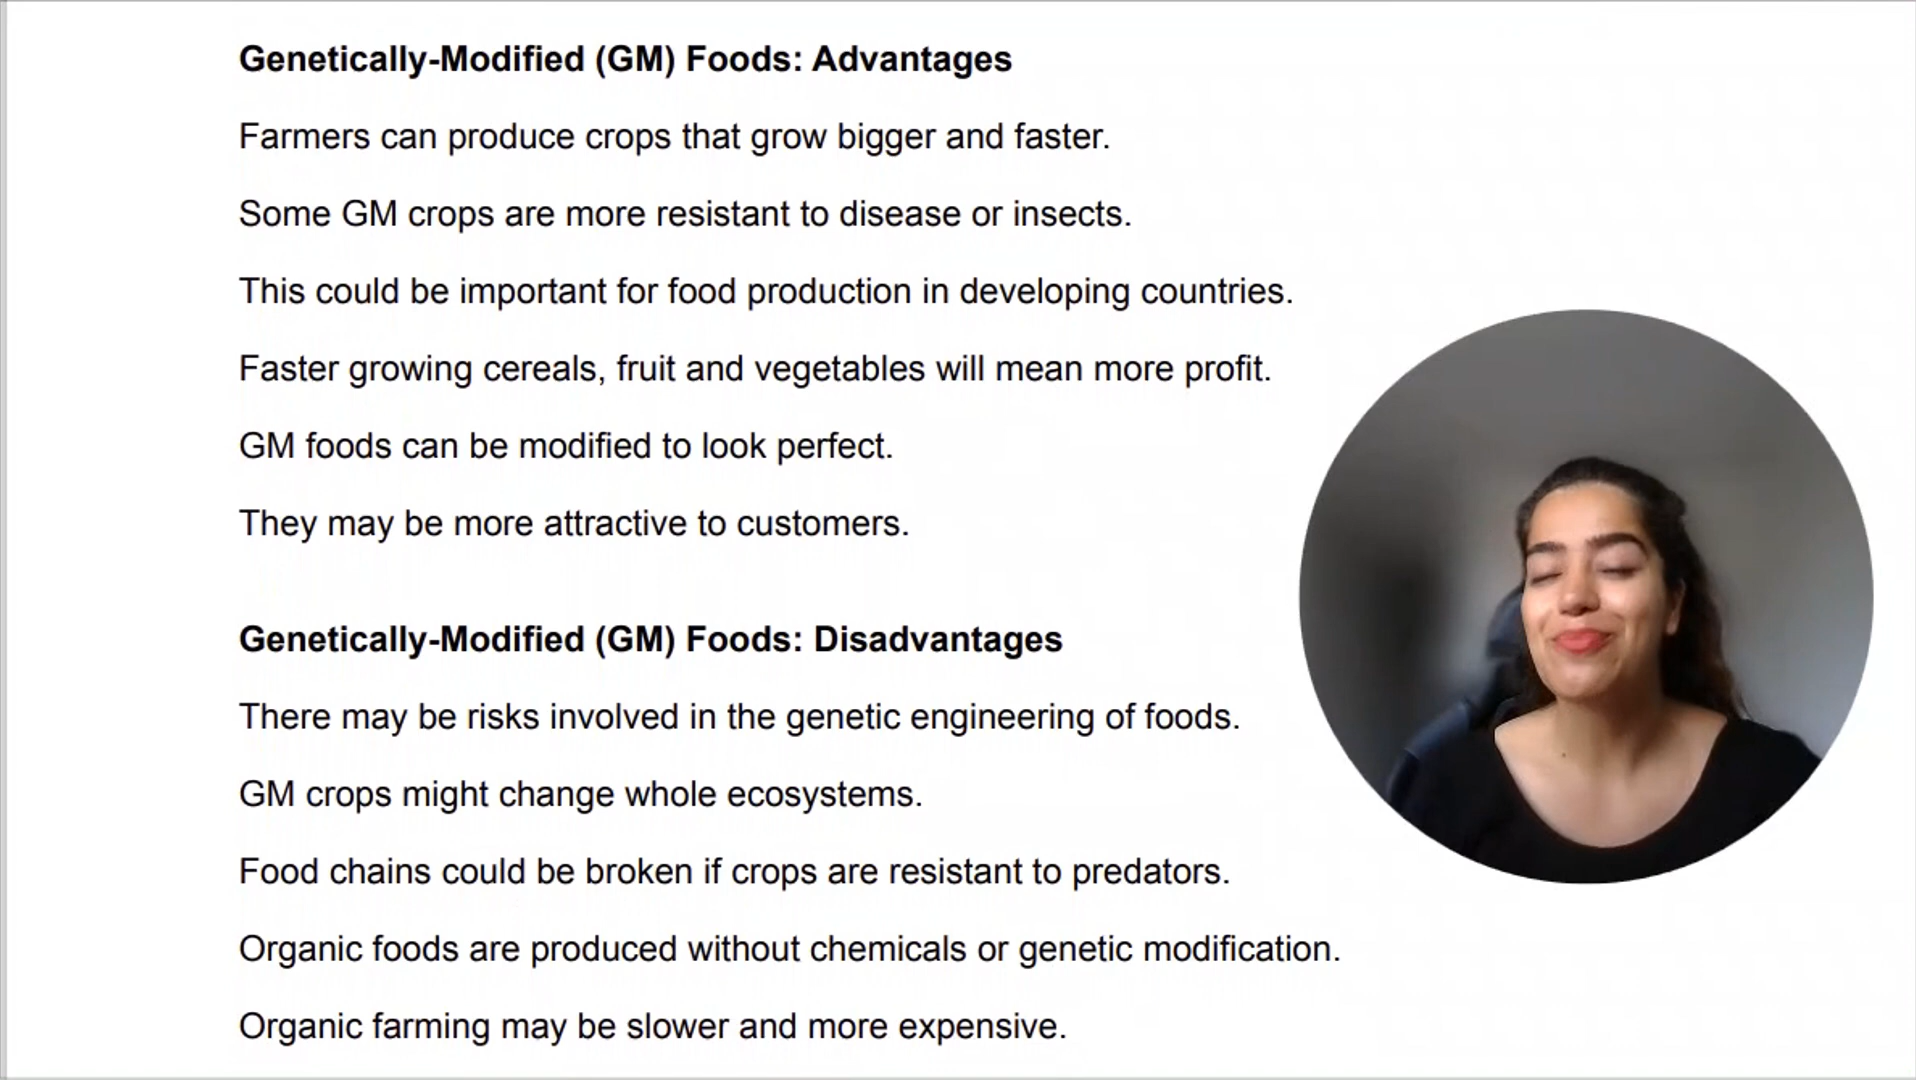 Genetically-Modified (GM) Foods: Advantages
Farmers can produce crops that grow bigger and faster.
Some GM crops are more resistant to disease or insects.
This could be important for food production in developing countries.
Faster growing cereals, fruit and vegetables will mean more profit.
GM foods can be modified to look perfect.
They may be more attractive to customers.
Genetically-Modified (GM) Foods: Disadvantages
There may be risks involved in the genetic engineering of foods.
GM crops might change whole ecosystems.
Food chains could be broken if crops are resistant to predators.
Organic foods are produced without chemicals or genetic modification.
Organic farming may be slower and more expensive.